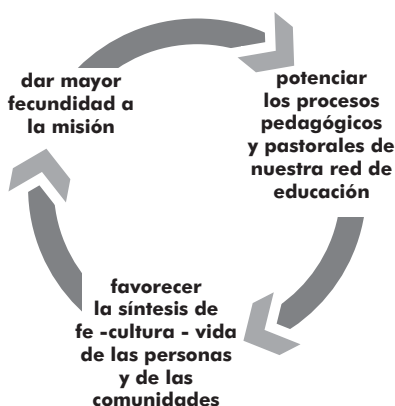 dar mayor
fecundidad a
la misión
potenciar
los procesos
pedagógicos
y pastorales de
nuestra red de
educación
favorecer
la síntesis de
fe -cultura - vida
de las personas
y de las
comunidades